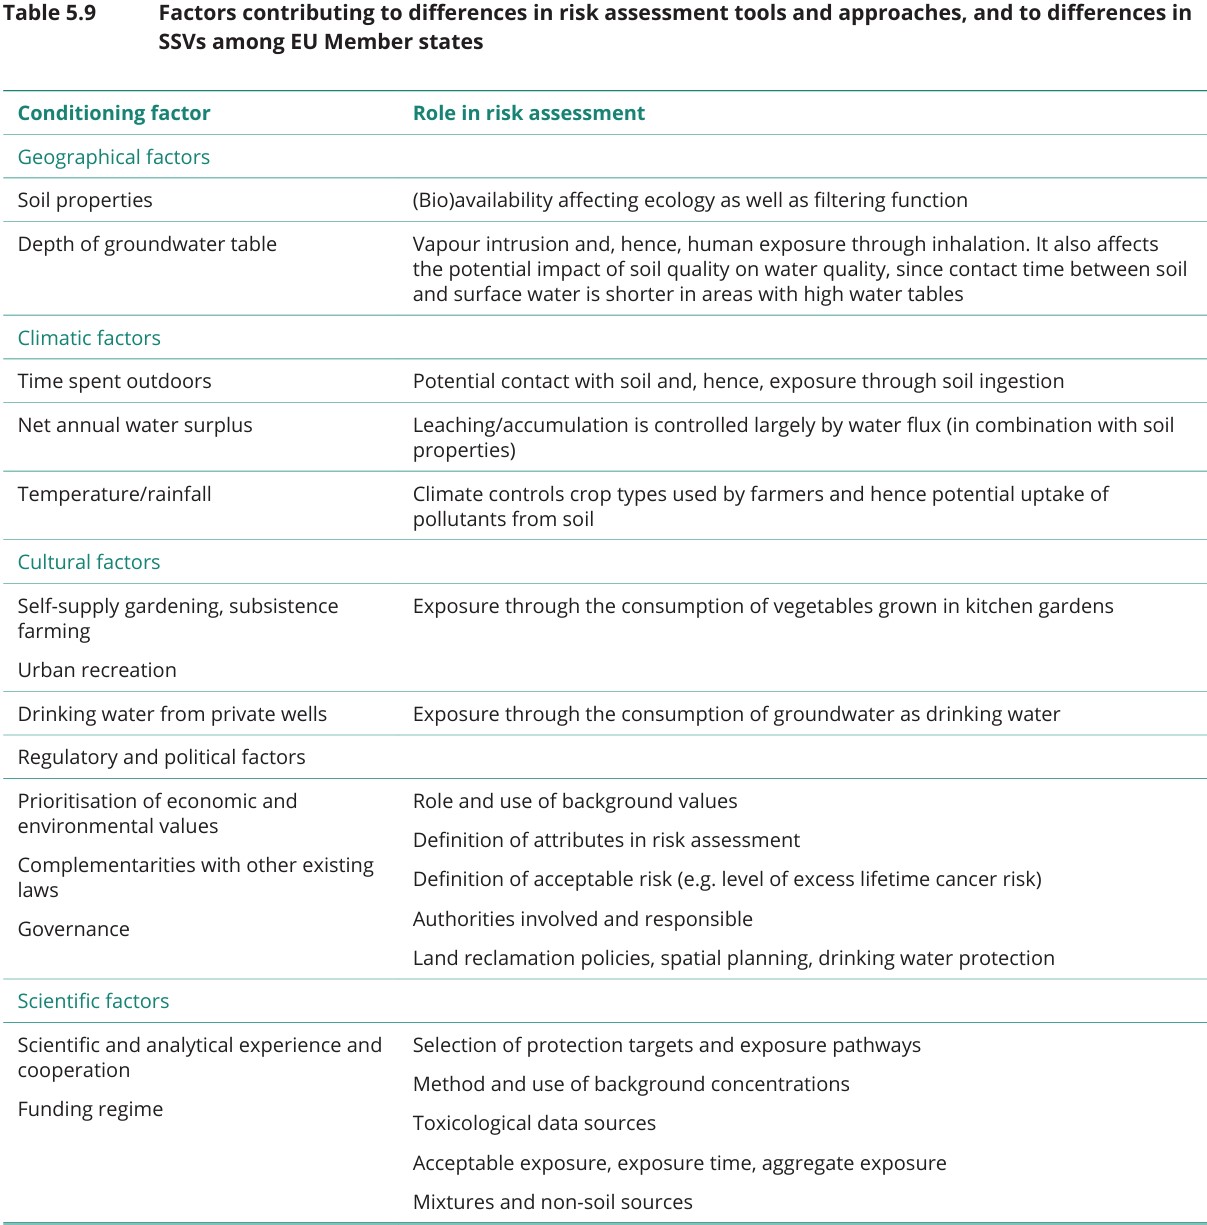 Table 5.9 Factors contributing to differences in risk assessment tools and approaches, and to differences in
SSVs among EU Member states
Conditioning factor Role in risk assessment
Geographical factors
Soil properties (Bio)availability affecting ecology as well as filtering function
Depth of groundwater table Vapour intrusion and, hence, human exposure through inhalation. It also affects
the potential impact of soil quality on water quality, since contact time between soil
and surface water is shorter in areas with high water tables
Climatic factors
Time spent outdoors Potential contact with soil and, hence, exposure through soil ingestion
Net annual water surplus Leaching/accumulation is controlled largely by water flux (in combination with soil
properties)
Temperature/rainfall Climate controls crop types used by farmers and hence potential uptake of
pollutants from soil
Cultural factors
Self-supply gardening, subsistence
farming
Urban recreation
Exposure through the consumption of vegetables grown in kitchen gardens
Drinking water from private wells Exposure through the consumption of groundwater as drinking water
Regulatory and political factors
Prioritisation of economic and
environmental values
Complementarities with other existing
laws
Governance
Role and use of background values
Definition of attributes in risk assessment
Definition of acceptable risk (e.g. level of excess lifetime cancer risk)
Authorities involved and responsible
Land reclamation policies, spatial planning, drinking water protection
Scientific factors
Scientific and analytical experience and
cooperation
Funding regime
Selection of protection targets and exposure pathways
Method and use of background concentrations
Toxicological data sources
Acceptable exposure, exposure time, aggregate exposure
Mixtures and non-soil sources